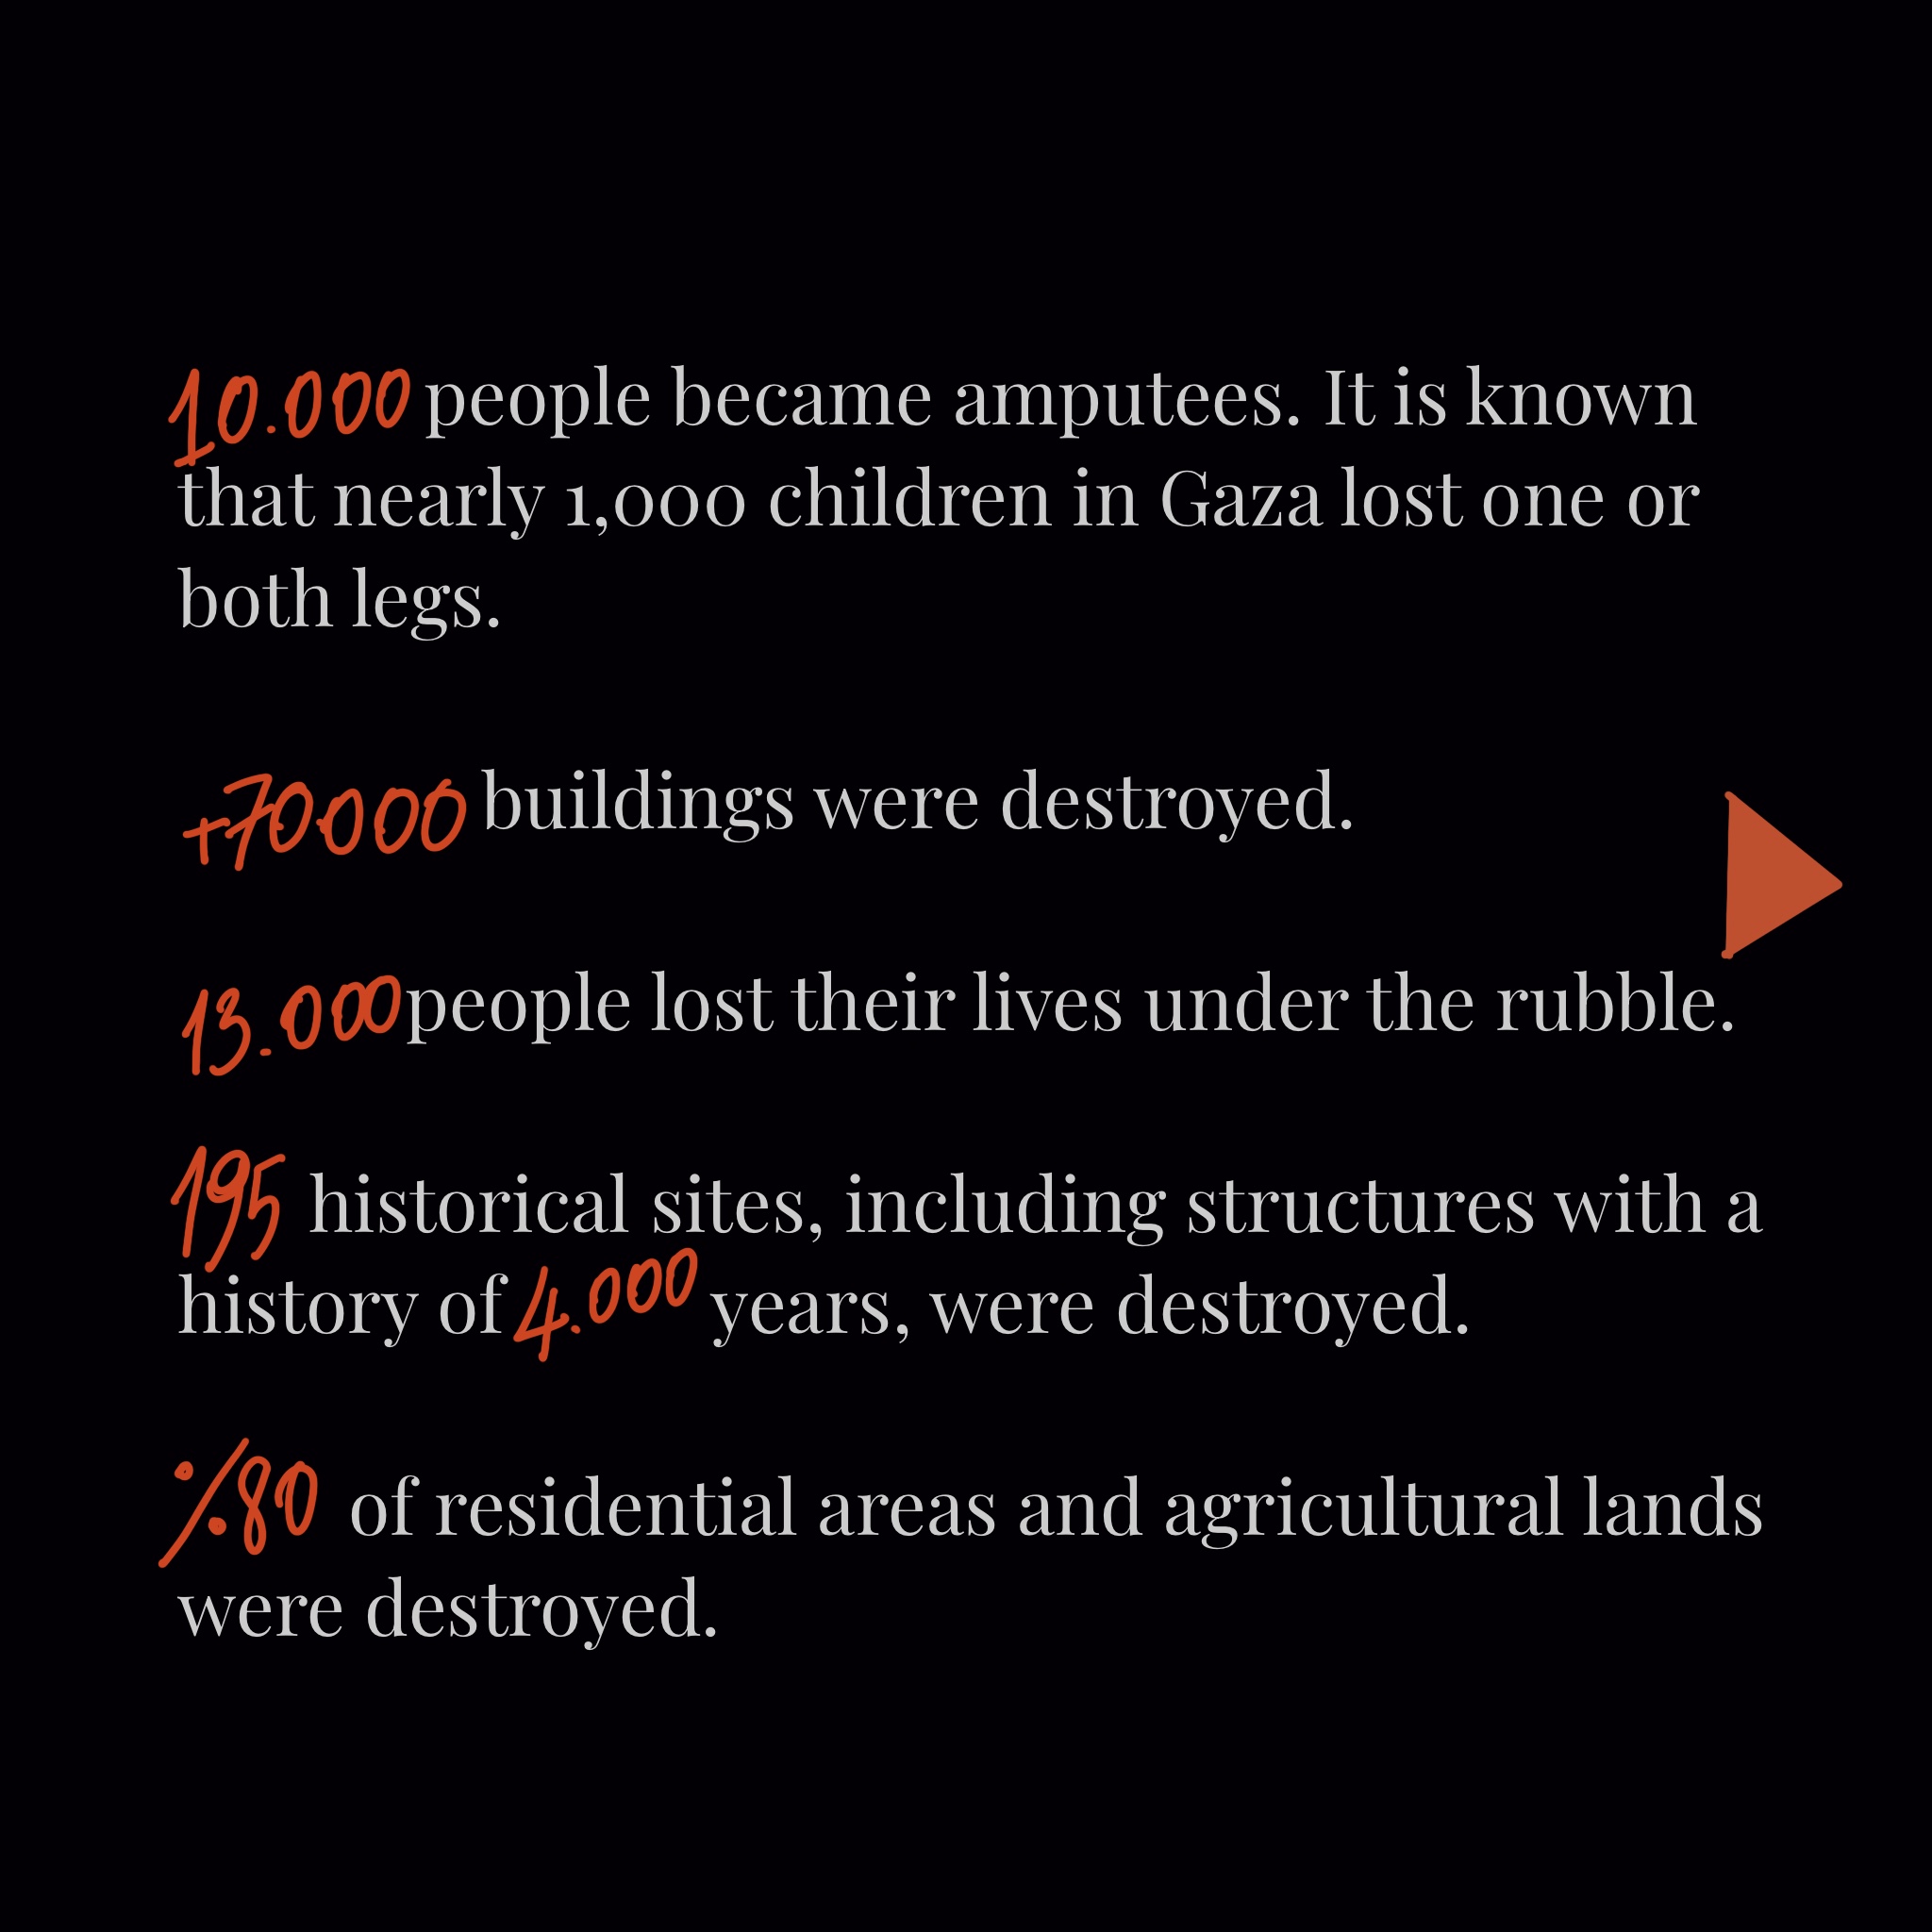 10.000 people became amputees. It is known
that nearly 1,000 children in Gaza lost one or
both legs.
+70.000 buildings were destroyed.
13.000 people lost their lives under the rubble.
195 historical sites, including structures with a
history of 4.000 years, were destroyed.
%80 of residential areas and agricultural lands
were destroyed.